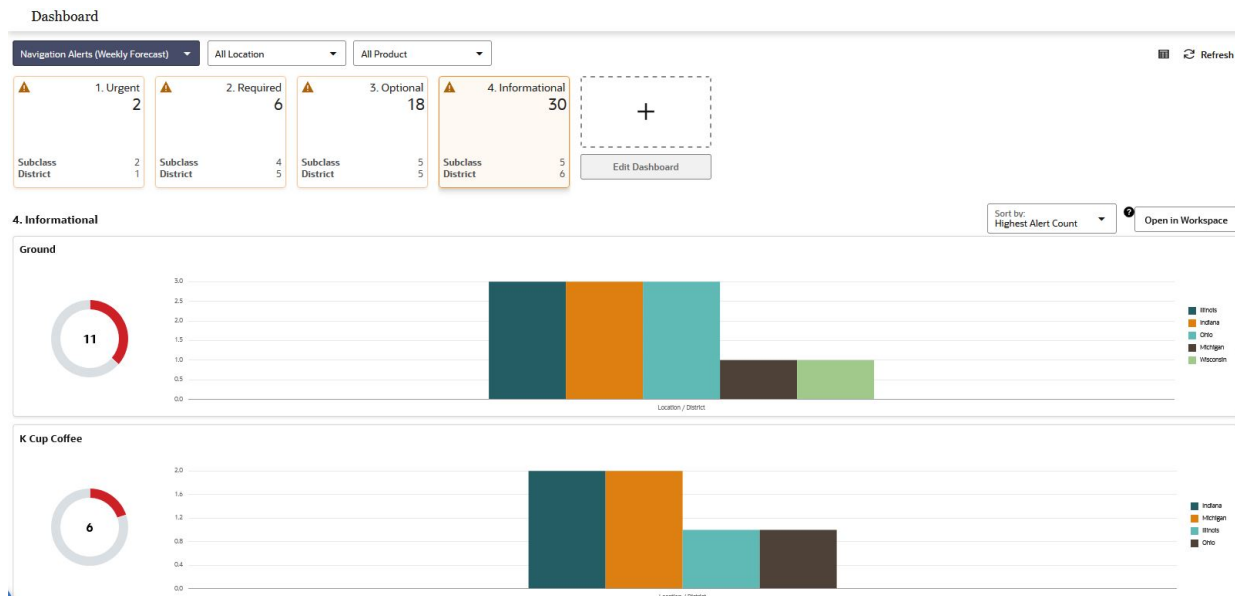 Dashboard
Navigation Alerts (Weekly Forecast)
All Location
All Product
Refresh
1. Urgent
2
Subclass 2
District 1
2. Required
6
Subclass 4
District 5
3. Optional
18
Subclass 5
District 5
4. Informational
30
Subclass 5
District 6
+
Edit Dashboard
4. Informational
Sort by:
Highest Alert Count
?
Open in Workspace
Ground
11
3.0
2.5
2.0
1.5
1.0
0.5
0.0
Location / District
Illinois
Indiana
Ohio
Michigan
Wisconsin
K Cup Coffee
6
2.0
1.6
1.2
0.8
0.4
0.0
Location / District
Indiana
Michigan
Illinois
Ohio